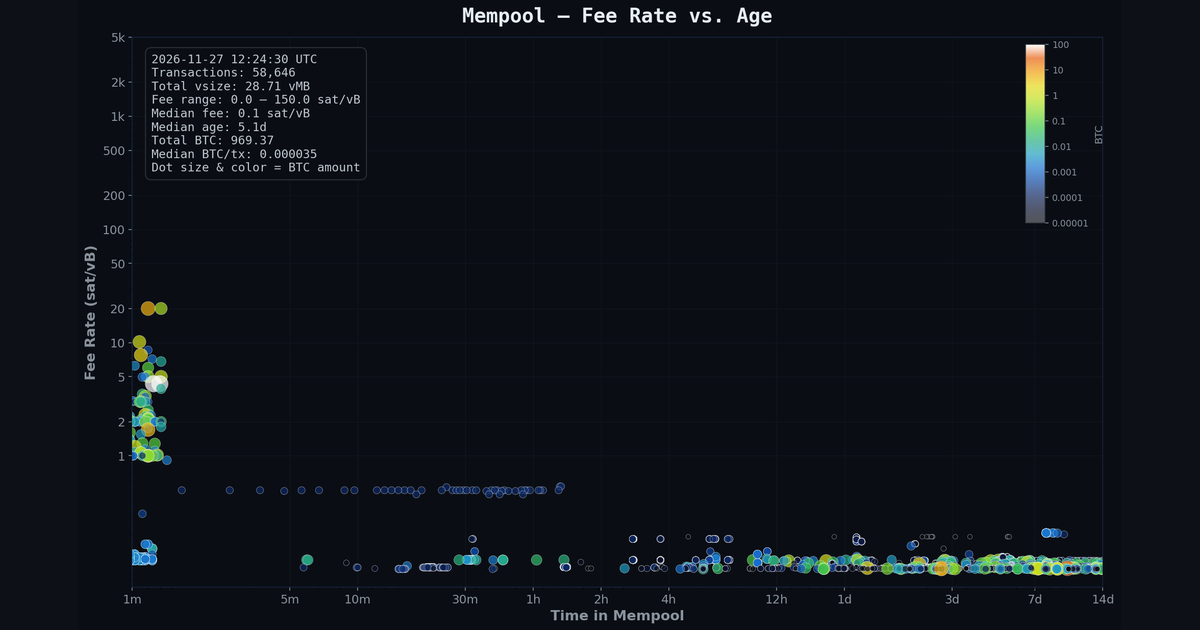 Mempool — Fee Rate vs. Age
2026-11-27 12:24:30 UTC
Transactions: 58,646
Total vsize: 28.71 vMB
Fee range: 0.0 — 150.0 sat/vB
Median fee: 0.1 sat/vB
Median age: 5.1d
Total BTC: 969.37
Median BTC/tx: 0.000035
Dot size & color = BTC amount
100
10
1
0.1
0.01
0.001
0.0001
0.00001
BTC
Fee Rate (sat/vB)
5k
2k
1k
500
200
100
50
20
10
5
2
1
1m
5m
10m
30m
1h
2h
4h
12h
1d
3d
7d
14d
Time in Mempool